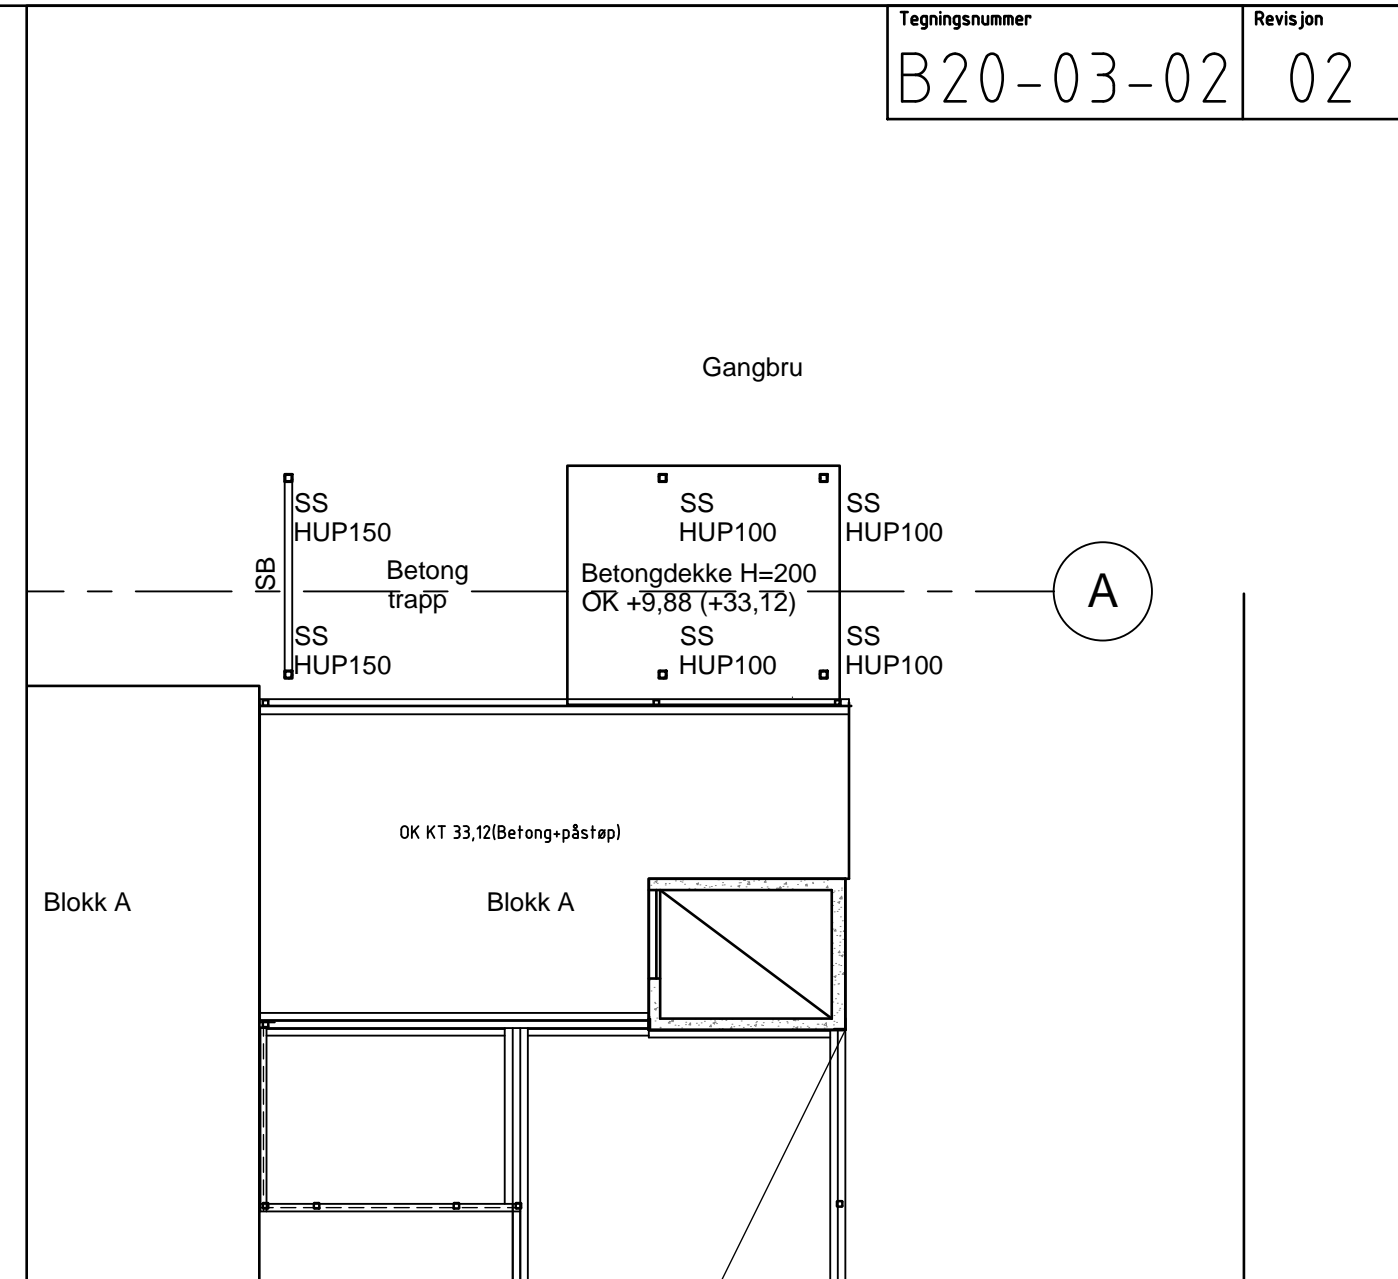 Tegningsnummer
Revisjon
B20-03-02
02
Gangbru
SS
HUP150
SS
HUP100
SS
HUP100
SB
Betong
trapp
Betongdekke H=200
OK +9,88 (+33,12)
A
SS
HUP150
SS
HUP100
SS
HUP100
OK KT 33,12(Betong+påstøp)
Blokk A
Blokk A